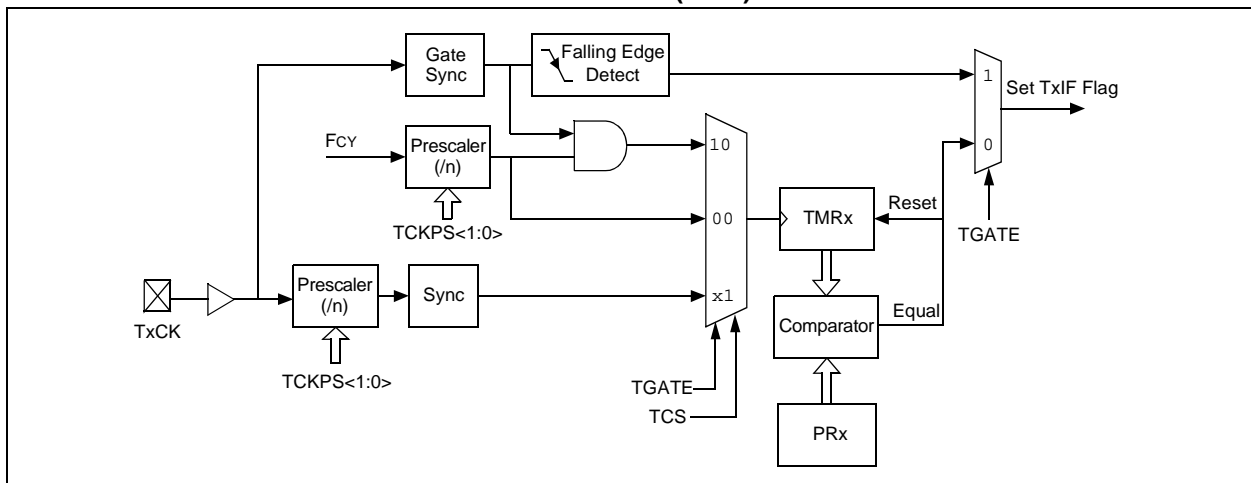 Gate
Sync
Falling Edge
Detect
1
Set TxIF Flag
FCY
Prescaler
(/n)
10
0
TCKPS<1:0>
00
TMRx
Reset
TGATE
TxCK
Prescaler
(/n)
Sync
x1
Comparator
Equal
TCKPS<1:0>
TGATE
TCS
PRx